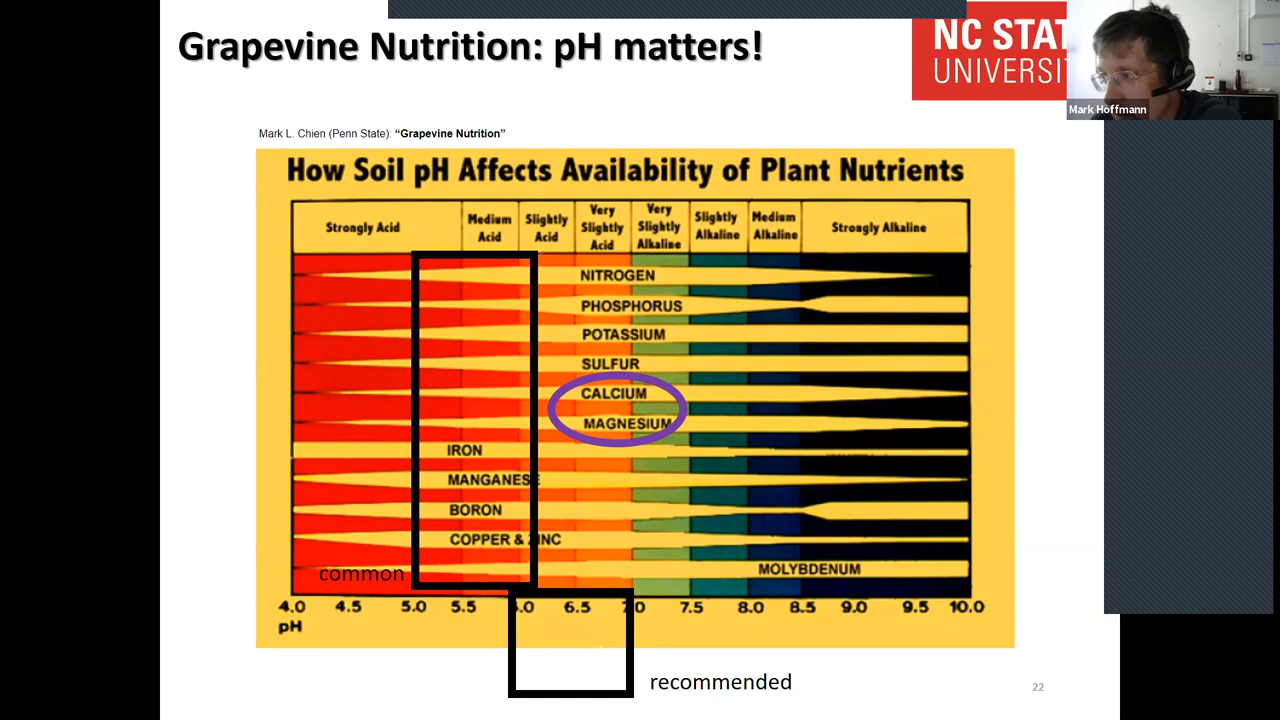 Grapevine Nutrition: pH matters!
NC STAT
UNIVERSIT
Mark Hoffmann
Mark L. Chien (Penn State): “Grapevine Nutrition”
How Soil pH Affects Availability of Plant Nutrients
Strongly Acid
Medium Acid
Slightly Acid
Very Slightly Acid
Very Slightly Alkaline
Slightly Alkaline
Medium Alkaline
Strongly Alkaline
NITROGEN
PHOSPHORUS
POTASSIUM
SULFUR
CALCIUM
MAGNESIUM
IRON
MANGANESE
BORON
COPPER & ZINC
MOLYBDENUM
common
4.0 4.5 5.0 5.5 6.0 6.5 7.0 7.5 8.0 8.5 9.0 9.5 10.0
pH
recommended
22